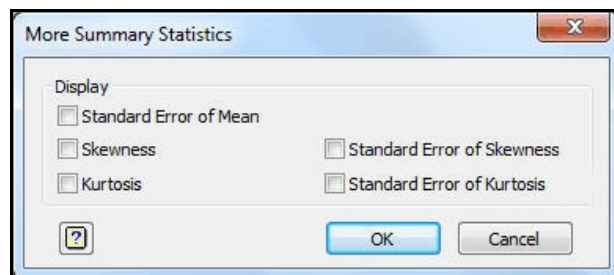 More Summary Statistics
Display
Standard Error of Mean
Skewness
Standard Error of Skewness
Kurtosis
Standard Error of Kurtosis
?
OK
Cancel